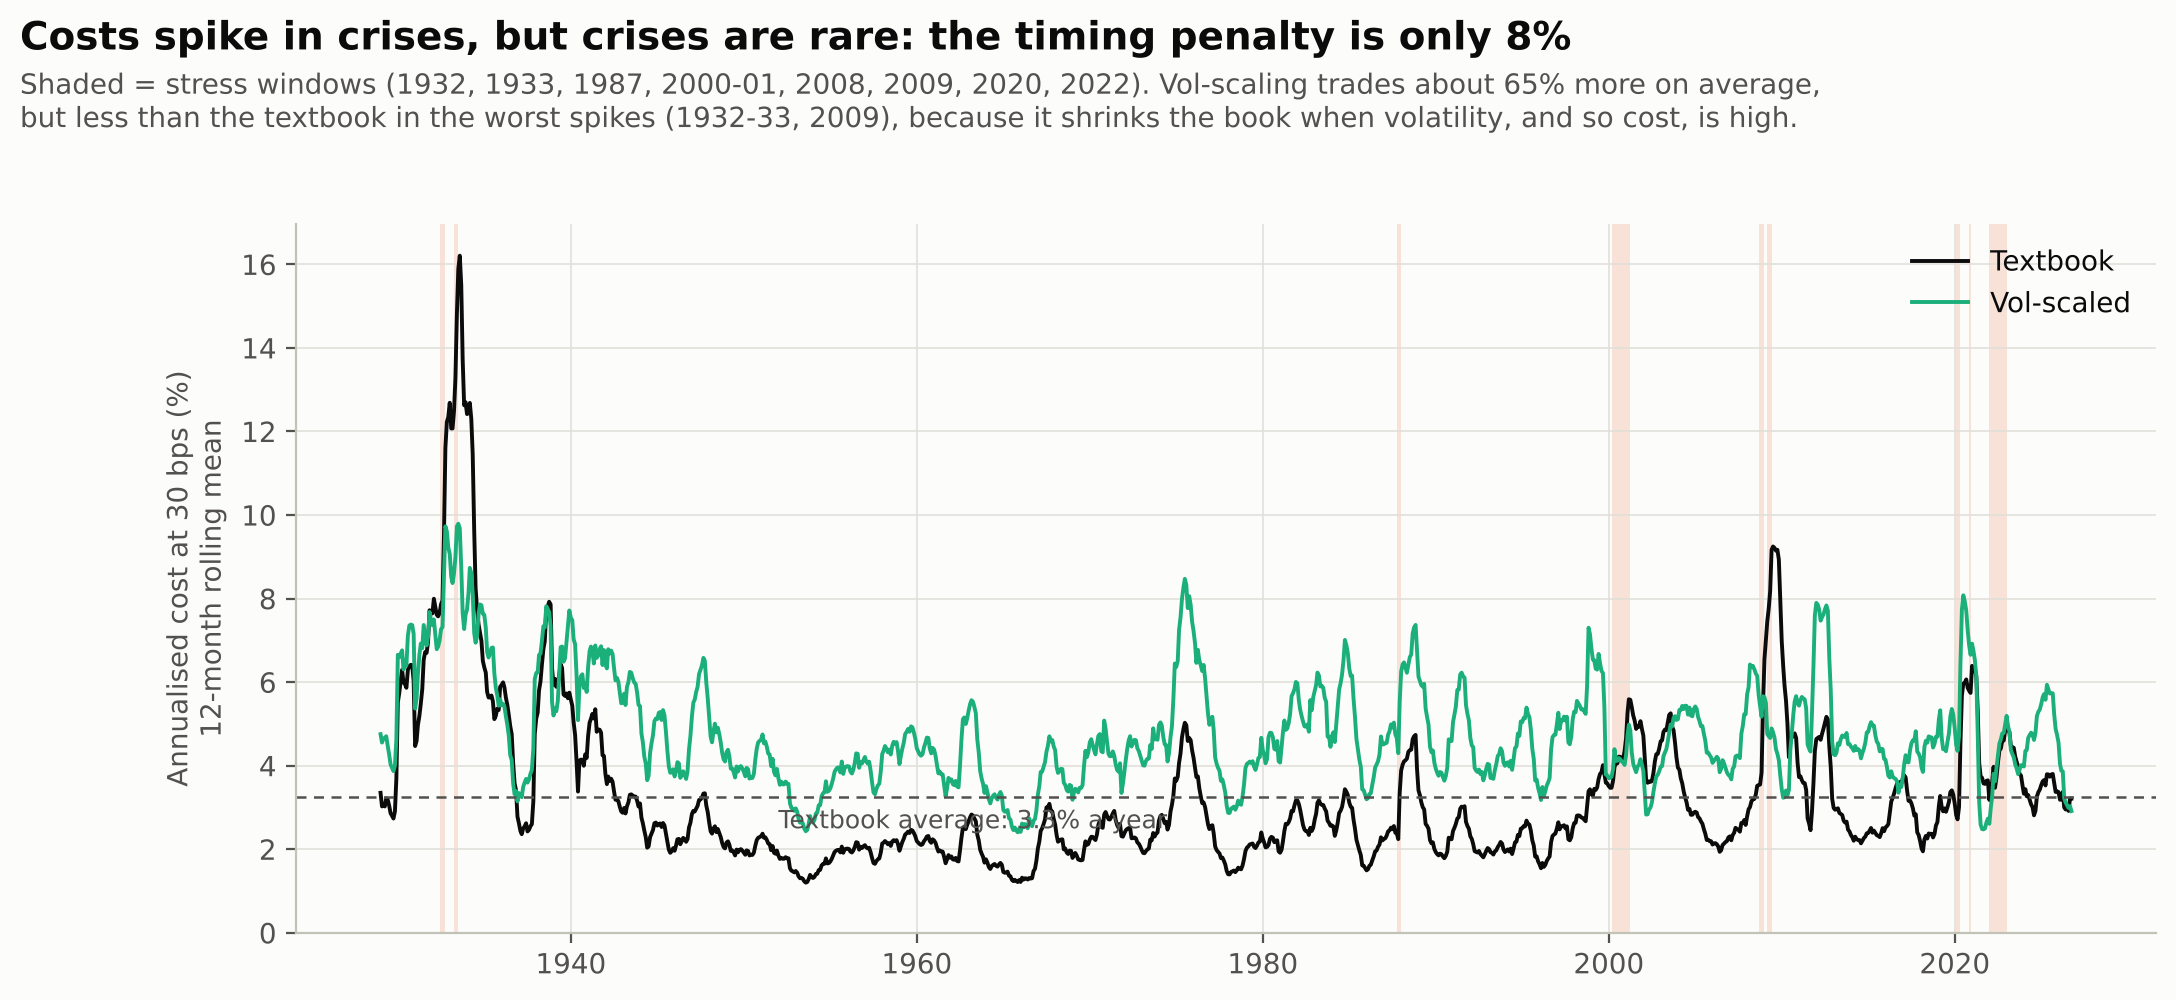 Costs spike in crises, but crises are rare: the timing penalty is only 8%
Shaded = stress windows (1932, 1933, 1987, 2000-01, 2008, 2009, 2020, 2022). Vol-scaling trades about 65% more on average,
but less than the textbook in the worst spikes (1932-33, 2009), because it shrinks the book when volatility, and so cost, is high.
Annualised cost at 30 bps (%)
12-month rolling mean
16
14
12
10
8
6
4
2
0
Textbook
Vol-scaled
Textbook average: 3.3% a year
1940
1960
1980
2000
2020